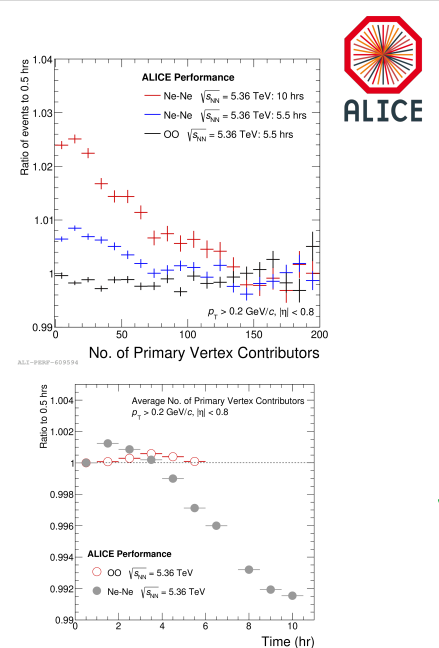 Ratio of events to 0.5 hrs
1.04
1.03
1.02
1.01
1
0.99
ALICE Performance
Ne-Ne √sNN = 5.36 TeV: 10 hrs
Ne-Ne √sNN = 5.36 TeV: 5.5 hrs
OO √sNN = 5.36 TeV: 5.5 hrs
pT > 0.2 GeV/c, |η| < 0.8
0 50 100 150 200
No. of Primary Vertex Contributors
ALI-PERF-609594
ALICE
Ratio to 0.5 hrs
1.004
1.002
1
0.998
0.996
0.994
0.992
0.99
Average No. of Primary Vertex Contributors
pT > 0.2 GeV/c, |η| < 0.8
ALICE Performance
OO √sNN = 5.36 TeV
Ne-Ne √sNN = 5.36 TeV
0 2 4 6 8 10
Time (hr)